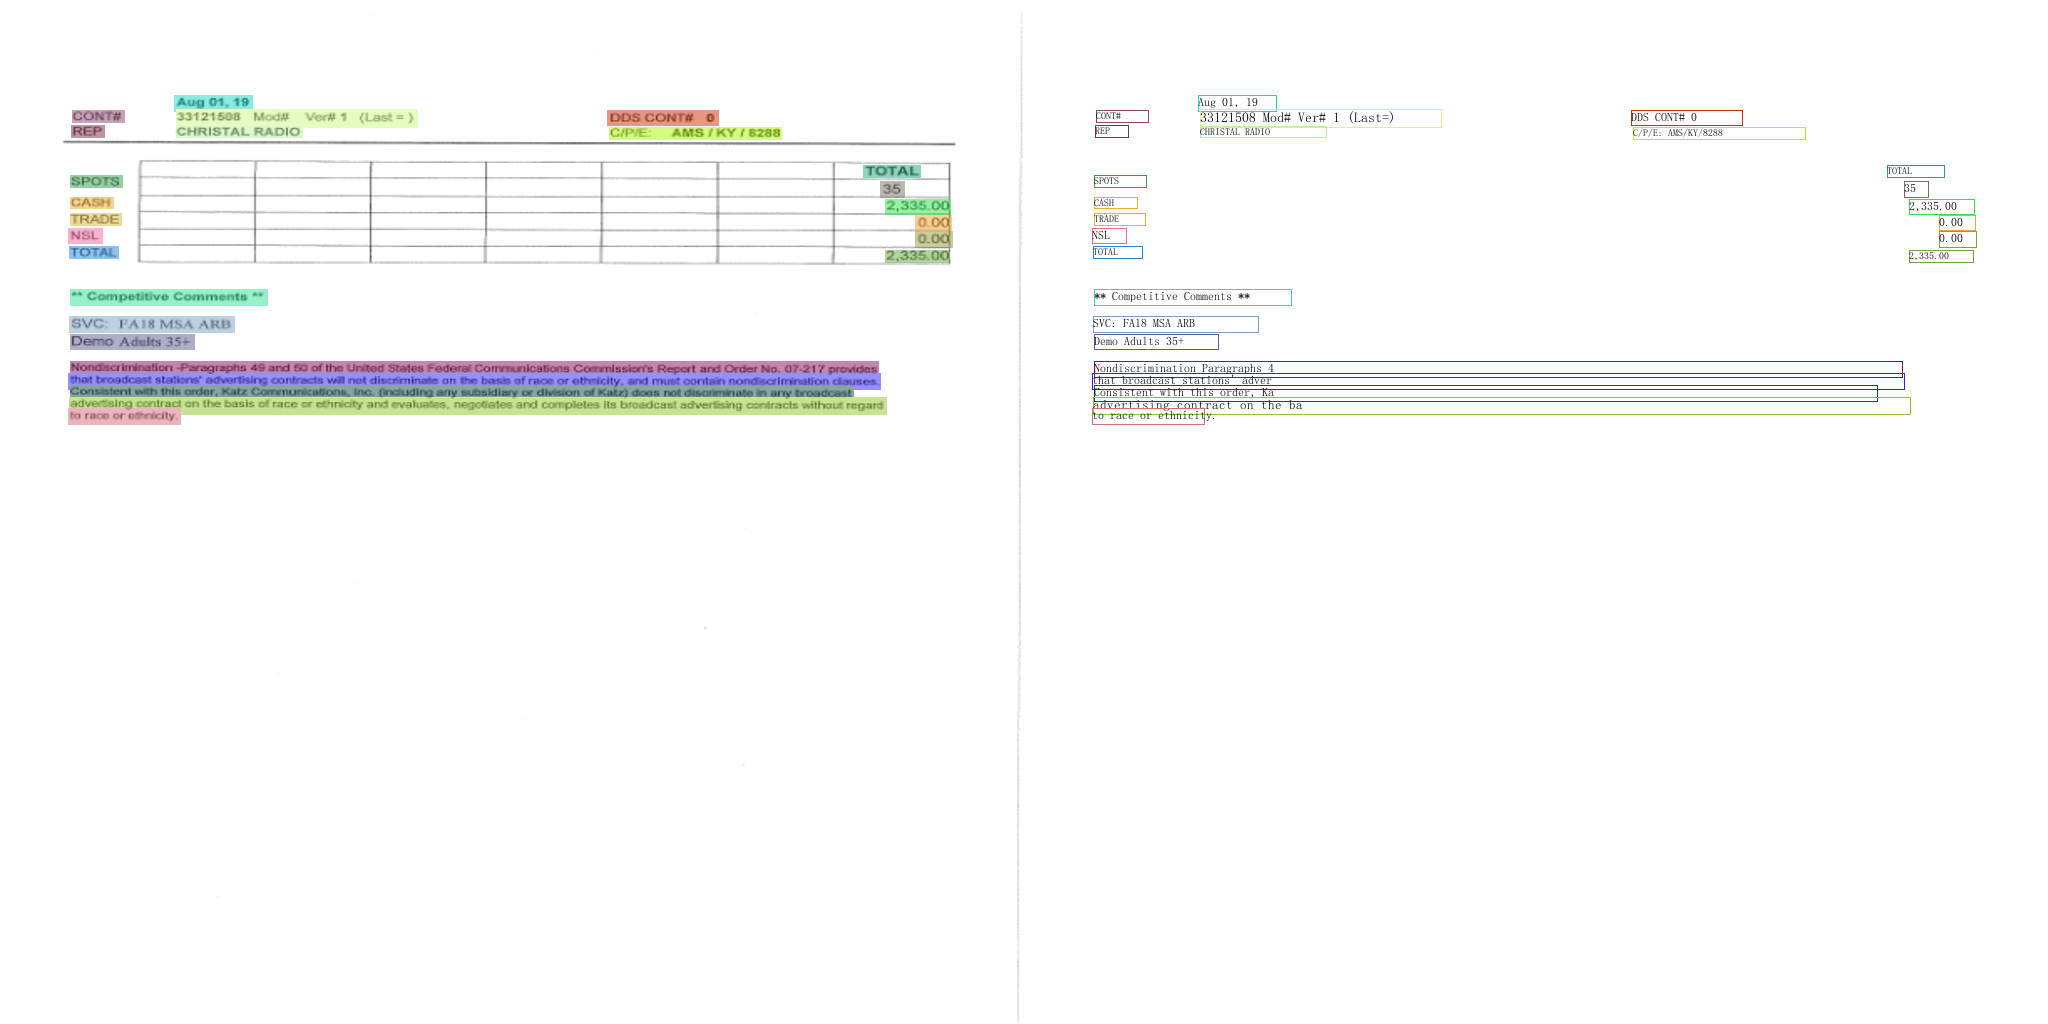 Aug 01, 19
CONT# 33121508 Mod# Ver# 1 (Last = ) DDS CONT# 0
REP CHRISTAL RADIO C/P/E: AMS / KY / 8288
TOTAL
SPOTS 35
CASH 2,335.00
TRADE 0.00
NSL 0.00
TOTAL 2,335.00
** Competitive Comments **
SVC: FA18 MSA ARB
Demo Adults 35+
Nondiscrimination -Paragraphs 49 and 50 of the United States Federal Communications Commission's Report and Order No. 07-217 provides
that broadcast stations' advertising contracts will not discriminate on the basis of race or ethnicity, and must contain nondiscrimination clauses.
Consistent with this order, Katz Communications, Inc. (including any subsidiary or division of Katz) does not discriminate in any broadcast
advertising contract on the basis of race or ethnicity and evaluates, negotiates and completes its broadcast advertising contracts without regard
to race or ethnicity.
Aug 01, 19
CONT# 33121508 Mod# Ver# 1 (Last=) DDS CONT# 0
REP CHRISTAL RADIO C/P/E: AMS/KY/8288
TOTAL
SPOTS 35
CASH 2,335.00
TRADE 0.00
NSL 0.00
TOTAL 2,335.00
** Competitive Comments **
SVC: FA18 MSA ARB
Demo Adults 35+
Nondiscrimination Paragraphs 4
that broadcast stations' adver
Consistent with this order, Ka
advertising contract on the ba
to race or ethnicity.